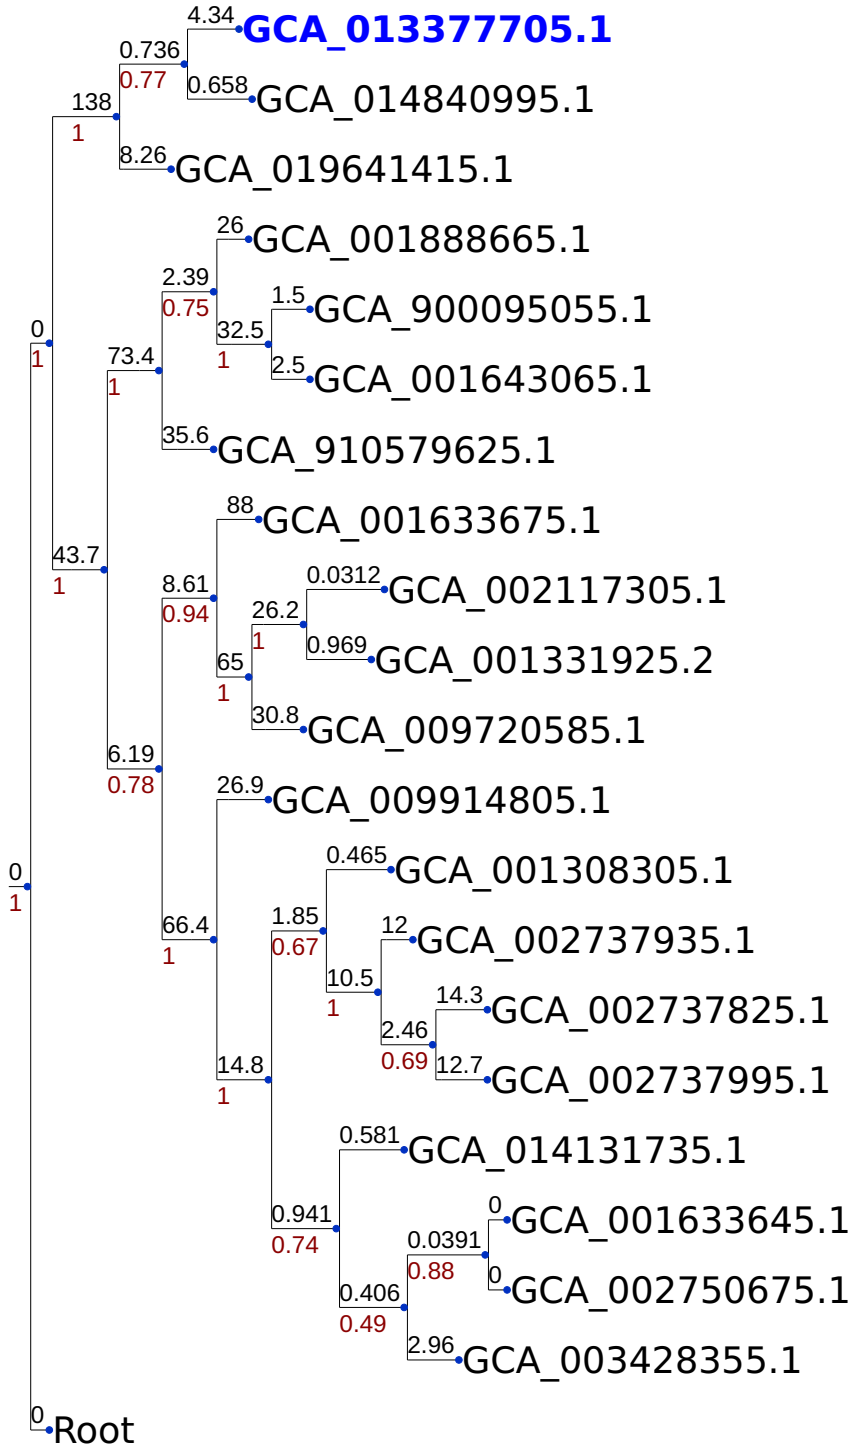 4.34
GCA_013377705.1
0.736
0.77
0.658
GCA_014840995.1
138
1
8.26
GCA_019641415.1
26
GCA_001888665.1
2.39
0.75
1.5
GCA_900095055.1
32.5
1
0
1
73.4
1
2.5
GCA_001643065.1
35.6
GCA_910579625.1
88
GCA_001633675.1
43.7
1
8.61
0.94
0.0312
GCA_002117305.1
26.2
1
0.969
GCA_001331925.2
65
1
30.8
GCA_009720585.1
6.19
0.78
26.9
GCA_009914805.1
0.465
GCA_001308305.1
0
1
1.85
0.67
66.4
1
12
GCA_002737935.1
10.5
1
14.3
GCA_002737825.1
2.46
0.69
14.8
1
12.7
GCA_002737995.1
0.581
GCA_014131735.1
0.941
0.74
0
GCA_001633645.1
0.0391
0.88
0
GCA_002750675.1
0.406
0.49
2.96
GCA_003428355.1
0
Root